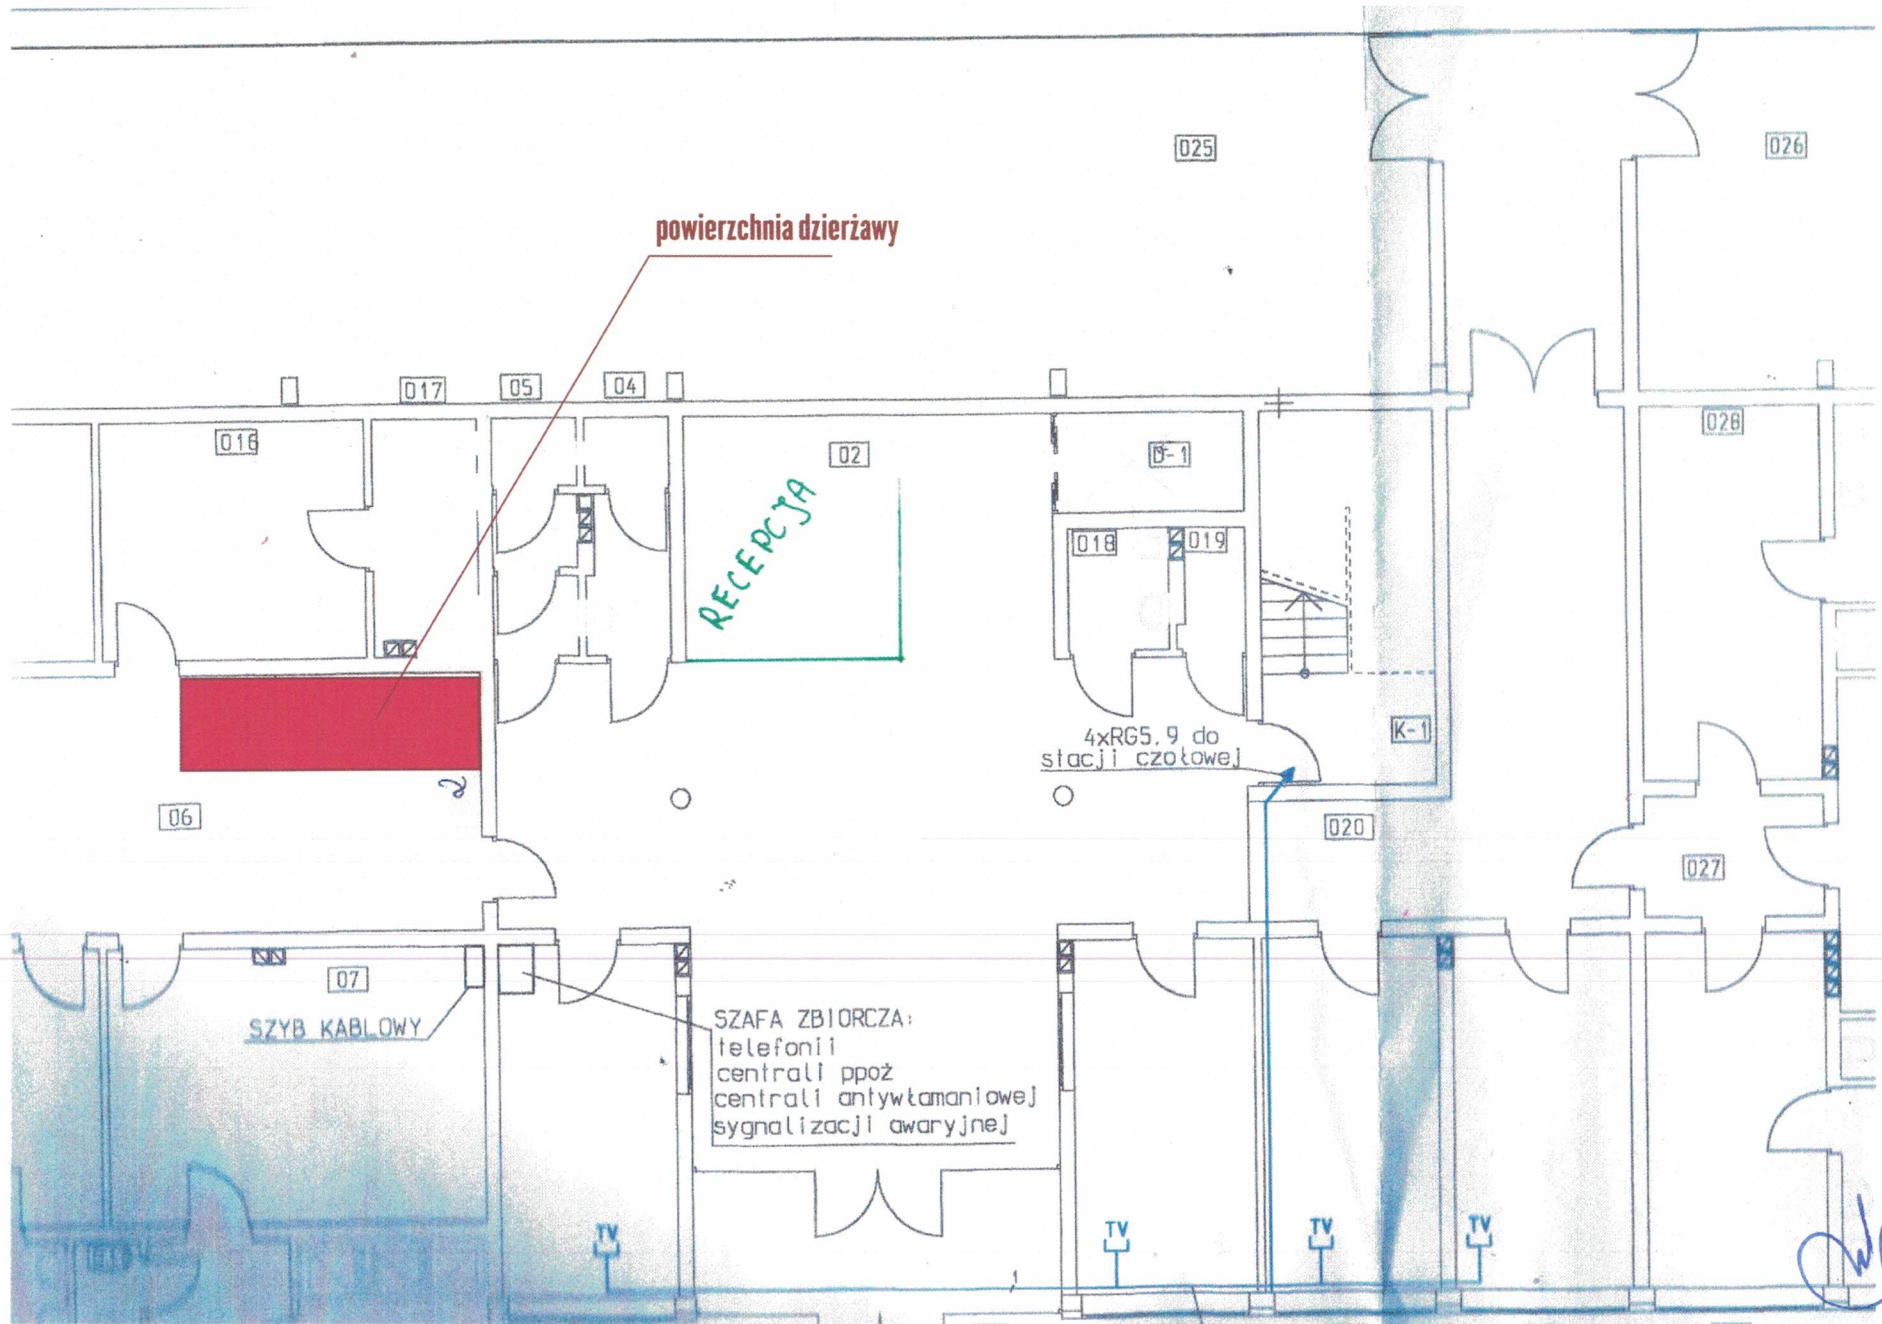 025
026
powierzchnia dzierżawy
017
05
04
016
02
D-1
028
RECEPCJA
018
019
4xRG5.9 do
stacji czołowej
K-1
06
020
027
07
SZYB KABLOWY
SZAFA ZBIORCZA:
telefonii
centrali ppoż
centrali antywłamaniowej
sygnalizacji awaryjnej
TV
TV
TV
TV